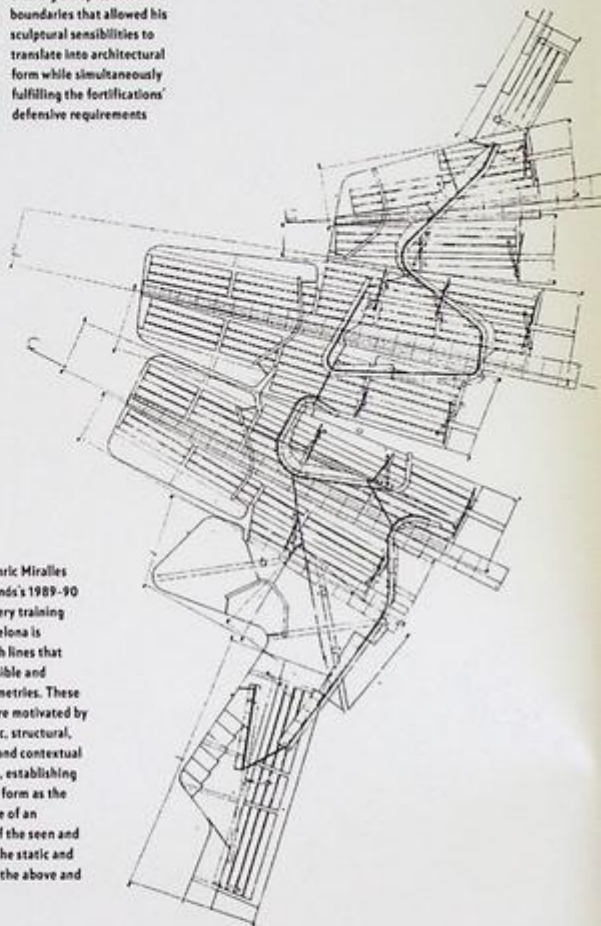 boundaries that allowed his
sculptural sensibilities to
translate into architectural
form while simultaneously
fulfilling the fortifications'
defensive requirements
nric Miralles
nds's 1989-90
ery training
elona is
h lines that
ible and
metries. These
re motivated by
c, structural,
and contextual
, establishing
form as the
e of an
f the seen and
he static and
the above and